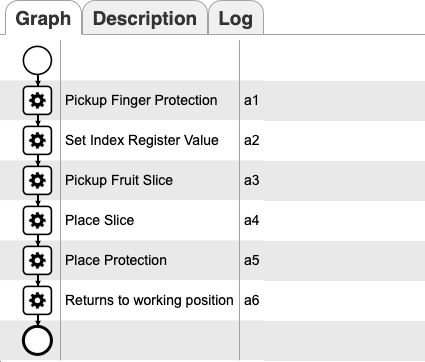 Graph Description Log
Pickup Finger Protection a1
Set Index Register Value a2
Pickup Fruit Slice a3
Place Slice a4
Place Protection a5
Returns to working position a6